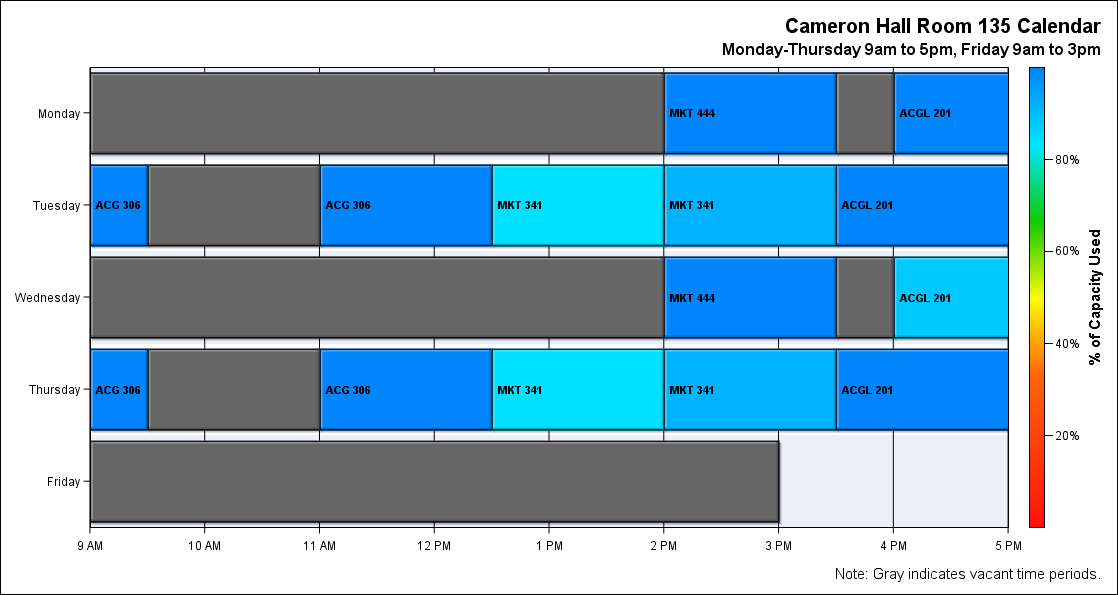 Cameron Hall Room 135 Calendar
Monday-Thursday 9am to 5pm, Friday 9am to 3pm
Monday
MKT 444
ACGL 201
Tuesday
ACG 306
ACG 306
MKT 341
MKT 341
ACGL 201
Wednesday
MKT 444
ACGL 201
Thursday
ACG 306
ACG 306
MKT 341
MKT 341
ACGL 201
Friday
9 AM
10 AM
11 AM
12 PM
1 PM
2 PM
3 PM
4 PM
5 PM
80%
60%
40%
20%
% of Capacity Used
Note: Gray indicates vacant time periods.